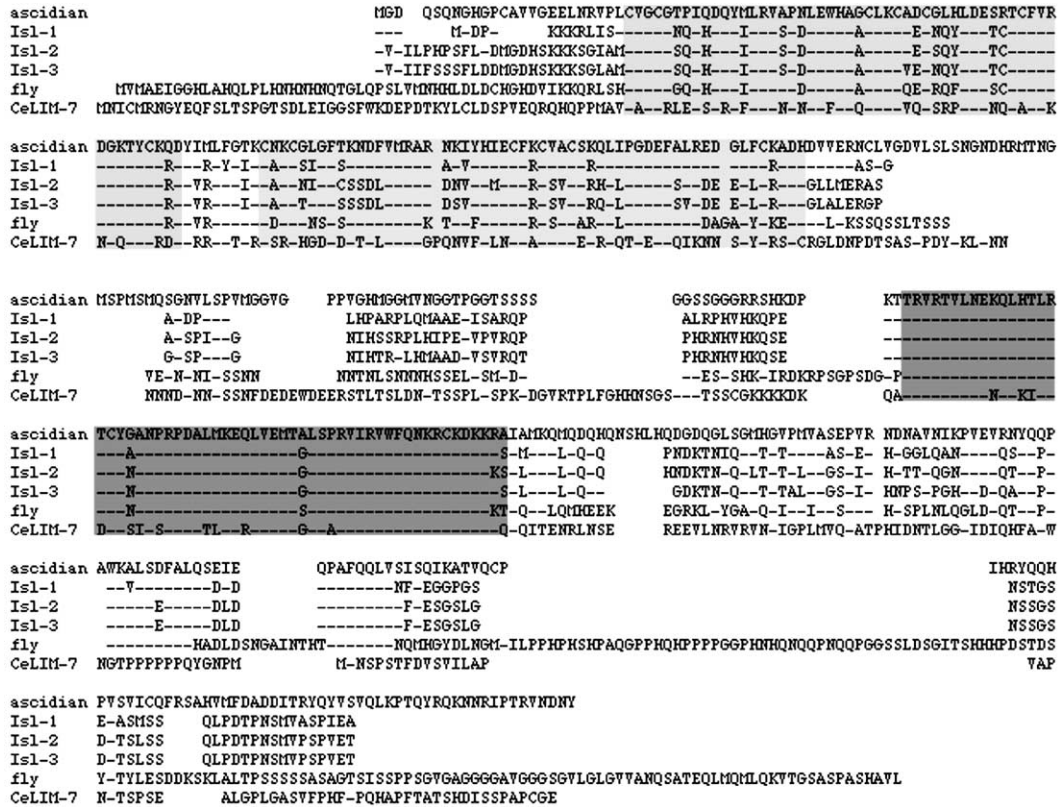 ascidian MGD QSQNGHGPCAVVGEELNRVPLCVGCGTPIQDQYMLRVAPNLEWHAGCLKCADCGLHLDESRTCFVR
Isl-1 --- M-DP- KKKRLIS------NQ-H---I---S-D-----A-----E-NQY---TC-----
Isl-2 -V-ILPHPSFL-DMGDHSKKKSGIAM-----SQ-H---I---S-D-----G-----A-----E-NQY---TC-----
Isl-3 -V-IIFSSSFLDDMGDHSKKKSGLAM-----SQ-H---I---S-D-----A-----VE-NQY---TC-----
fly MVMAEIGGHLAHQLPLHNHNHNQTGLQPSLVMNHHLDLDCGHDVIKKQRLSH------GQ-H---I---S-D-----A-----E-RQF---SC-----
CeLIM-7 MNICMRNGYEQFSLTSPGTSDLEIGGSFWKDEPDTKYLCLDSPVEQRQHQPPMAV-A--RLE-S-R-F---N-N---F--Q-----VQ-SRP---NQ-A--K
ascidian DGKTYCKQDYIMLFGTKCNKCGLGFTKNDFVMRAR NKIYHIECFKCVACSKQLIPGDEFALRED GLFCKADHDVVERNCLVGDVLSLSNGNDHRMTNG
Isl-1 -------R---R-Y-I--A---SI--S--------- A-V-------R----R------------- -----R---------AS-G
Isl-2 -------R--VR---I--A---NI--CSSDL----- DNV--M---R-SV--RH-L------S--DE E-L-R---GLLMERAS
Isl-3 -------R--VR---I--A--T----SSSDL----- DSV------R-SV--RQ-L------SV-DE E-L-R---GLALERGP
fly -------R--VR-----D----NS-S-------K T--F------R-S--AR--L------DAGA-Y-KE----L-KSSQSSLTSSS
CeLIM-7 N-Q---RD--RR--T-R-SR-HGD-D-T-L----GPQNVF-LN--A----E-R-QT-E--QIKNN S-Y-RS-CRGLDNPDTSAS-PDY-KL-NN
ascidian MSPMSMQSGNVLSPVMGGVG PPVGHMGGMVNGGTPGGTSSSS GGSSGGGRRSHKDP KTTRVRTVLNEKQLHTLR
Isl-1 A-DP--- LHPARPLQMAAE-ISARQP ALRPHVHKQPE ------------------
Isl-2 A-SPI--G NIHSSRPLHIPE-VPVRQP PHRNHVHKQSE ------------------
Isl-3 G-SP---G NIHTR-LHMAAD-VSVRQT PHRNHVHKQSE ------------------
fly VE-N-NI-SSNN NNTNLSNNNHSSEL-SM-D- --ES-SHK-IRDKRPSGPSDG-P-----------------
CeLIM-7 NNND-NN-SSNFDEDEWDEERSTLTSLDN-TSSPL-SPK-DGVRTPLFGHHNSGS---TSSCGKKKKDK QA---------N--KI--
ascidian TCYGANPRPDALMKEQLVEMTALSPRVIRVWFQNKRCKDKKRAIAMKQMQDQHQNSHLHQDGDQGLSGMHGVPMVASEPVR NDNAVNIKPVEVRNYQQP
Isl-1 ---A------------------G----------------------S-M---L-Q-Q PNDKTNIQ--T-T----AS-E- H-GGLQAN----QS--P-
Isl-2 ---N------------------G---------------------KS-L---L-Q-Q HNDKTN-QL-T-L---GS-I- H-TT-QGN----QT--P-
Isl-3 ---N------------------S----------------------S-L---L-Q-- GDKTN-Q--T-TAL--GS-I- HNPS-PGH--D-QA--P-
fly ---N------------------S---------------------KT-Q--LQMHEEK EGRKL-YGA-Q-I--I--S--- H-SPLNLQGLD-QT--P-
CeLIM-7 D--SI-S-----TL--R------G--A-------------------Q-QITENRLNSE REEVLNRVRVN-IGPLMVQ-ATPHIDNTLGG-IDIQHFA-W
ascidian AWKALSDFALQSEIE QPAFQQLVSISQIKATVQCP IHRYQQH
Isl-1 --V---------D-D ---------NF-EGGPGS NSTGS
Isl-2 -----E-----DLD ----------F-ESGSLG NSSGS
Isl-3 -----E-----DLD ----------F-ESGSLG NSSGS
fly ---------HADLDSNGAINTHT-------NQMHGYDLNGM-ILPPHPHSHPAQGPPHQHPPPPGGPHNHQNQQPNQQPGGSSLDSGITSHHHPDSTDS
CeLIM-7 NGTPPPPPPQYGNPM M-NSPSTFDVSVILAP VAP
ascidian PVSVICQFRSAHVMFDADDITRYQYVSVQLKPTQYRQKNNRIPTRVNDNY
Isl-1 E-ASMSS QLPDTPNSMVASPIEA
Isl-2 D-TSLSS QLPDTPNSMVPSPVET
Isl-3 D-TSLSS QLPDTPNSMVPSPVET
fly Y-TYLESDDKSKLALTPSSSSSASAGTSISSPPSGVGAGGGGAVGGGSGVLGLGVVANQSATEQLMQMLQKVTGSASPASHAVL
CeLIM-7 N-TSPSE ALGPLGASVFPHF-PQHAPFTATSHDISSPAPCGE